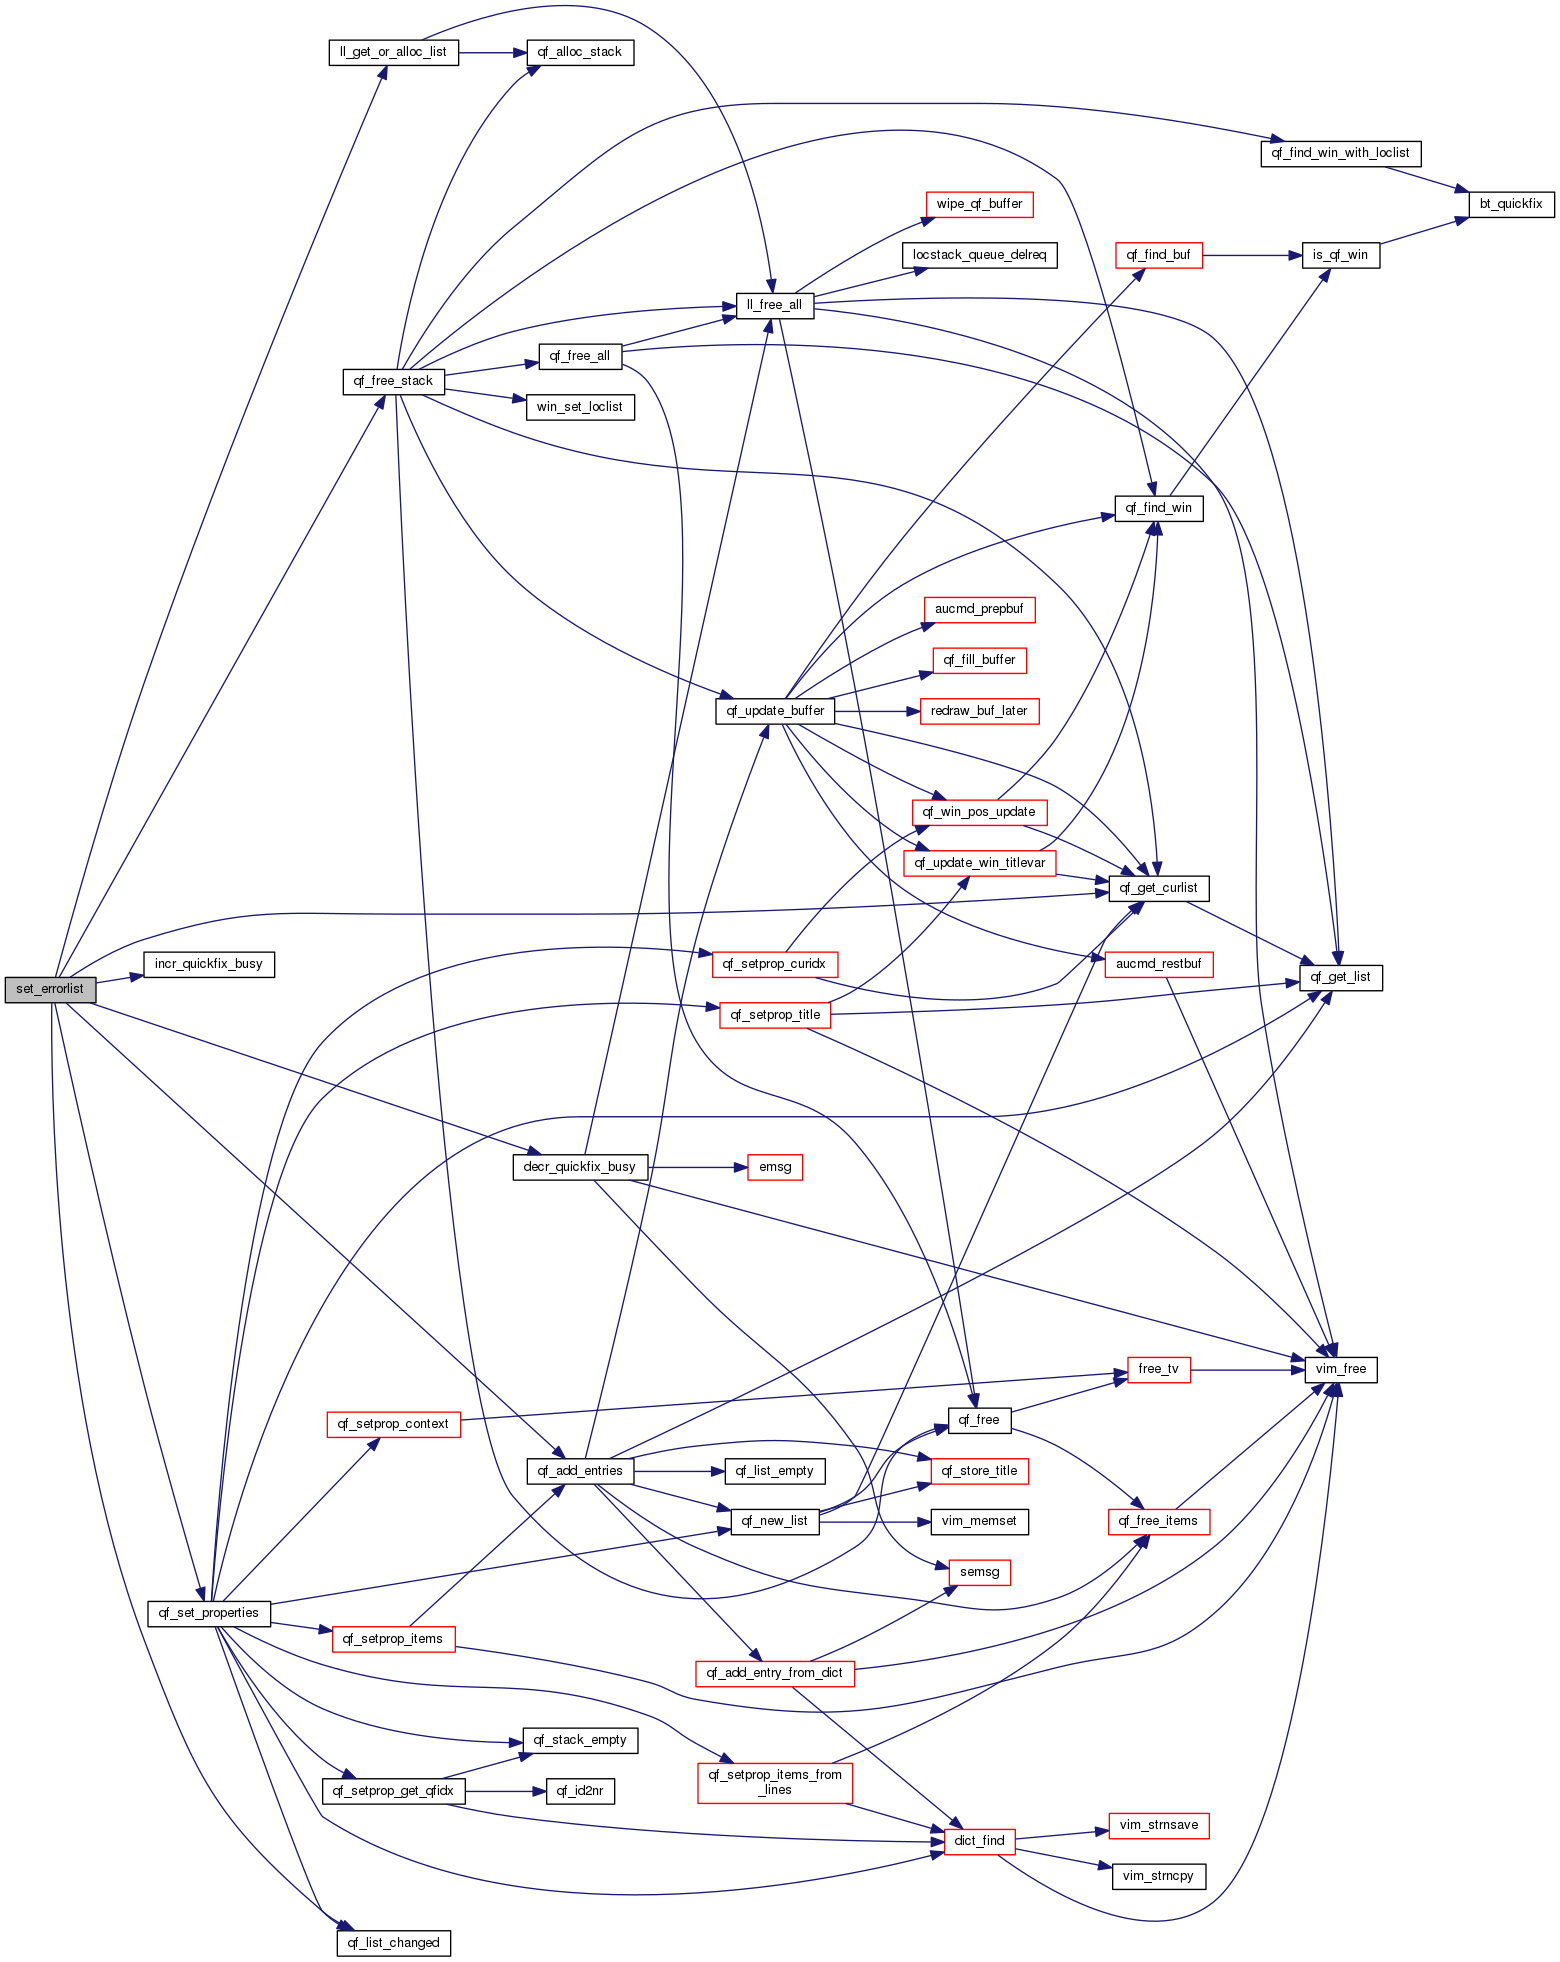 ll_get_or_alloc_list
qf_alloc_stack
qf_find_win_with_loclist
wipe_qf_buffer
bt_quickfix
locstack_queue_delreq
qf_find_buf
is_qf_win
ll_free_all
qf_free_all
qf_free_stack
win_set_loclist
qf_find_win
aucmd_prepbuf
qf_fill_buffer
qf_update_buffer
redraw_buf_later
qf_win_pos_update
qf_update_win_titlevar
qf_get_curlist
incr_quickfix_busy
qf_setprop_curidx
aucmd_restbuf
qf_get_list
set_errorlist
qf_setprop_title
decr_quickfix_busy
emsg
free_tv
vim_free
qf_setprop_context
qf_free
qf_add_entries
qf_list_empty
qf_store_title
qf_new_list
vim_memset
qf_free_items
semsg
qf_set_properties
qf_setprop_items
qf_add_entry_from_dict
qf_stack_empty
qf_setprop_get_qfidx
qf_id2nr
qf_setprop_items_from
_lines
vim_strnsave
dict_find
vim_strncpy
qf_list_changed